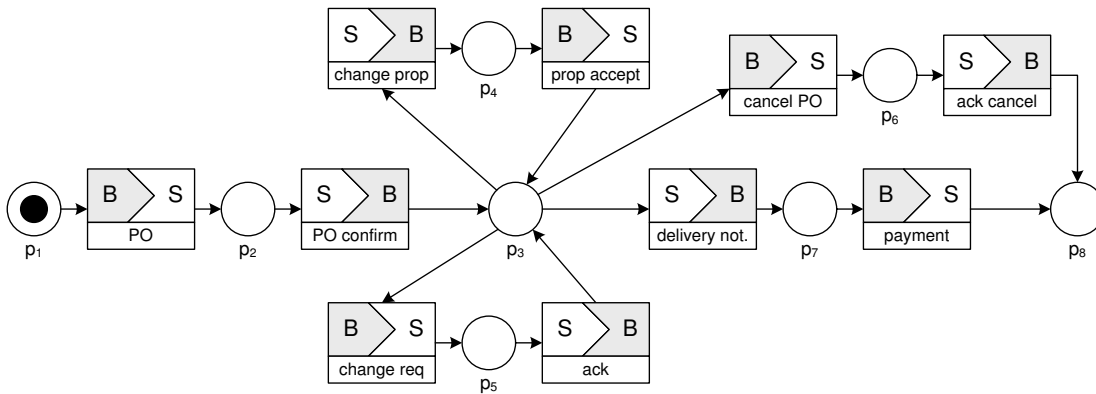 S B
change prop
p4
B S
prop accept
B S
cancel PO
p6
S B
ack cancel
p1
B S
PO
p2
S B
PO confirm
p3
S B
delivery not.
p7
B S
payment
p8
B S
change req
p5
S B
ack